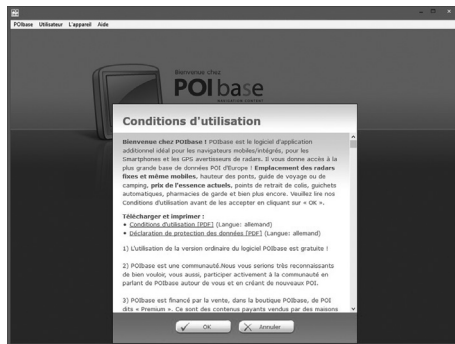 POIbase Utilisateur L'appareil Aide
Bienvenue chez
POI base
NAVIGATION CONTENT
Conditions d'utilisation
Bienvenue chez POIbase ! POIbase est le logiciel d'application
additionnel idéal pour les navigateurs mobiles/intégrés, pour les
Smartphones et les GPS avertisseurs de radars. Il vous donne accès à la
plus grande base de données POI d'Europe ! Emplacement des radars
fixes et même mobiles, hauteur des ponts, guide de voyage ou de
camping, prix de l'essence actuels, points de retrait de colis, guichets
automatiques, pharmacies de garde et bien plus encore. Veuillez lire nos
Conditions d'utilisation avant de les accepter en cliquant sur « OK ».
Télécharger et imprimer :
• Conditions d'utilisation [PDF] (Langue: allemand)
• Déclaration de protection des données [PDF] (Langue: allemand)
1) L'utilisation de la version ordinaire du logiciel POIbase est gratuite !
2) POIbase est une communauté.Nous vous serions très reconnaissants
de bien vouloir, vous aussi, participer activement à la communauté en
parlant de POIbase autour de vous et en créant de nouveaux POI.
3) POIbase est financé par la vente, dans la boutique POIbase, de POI
dits « Premium ». Ce sont des contenus payants vendus par des maisons
OK Annuler